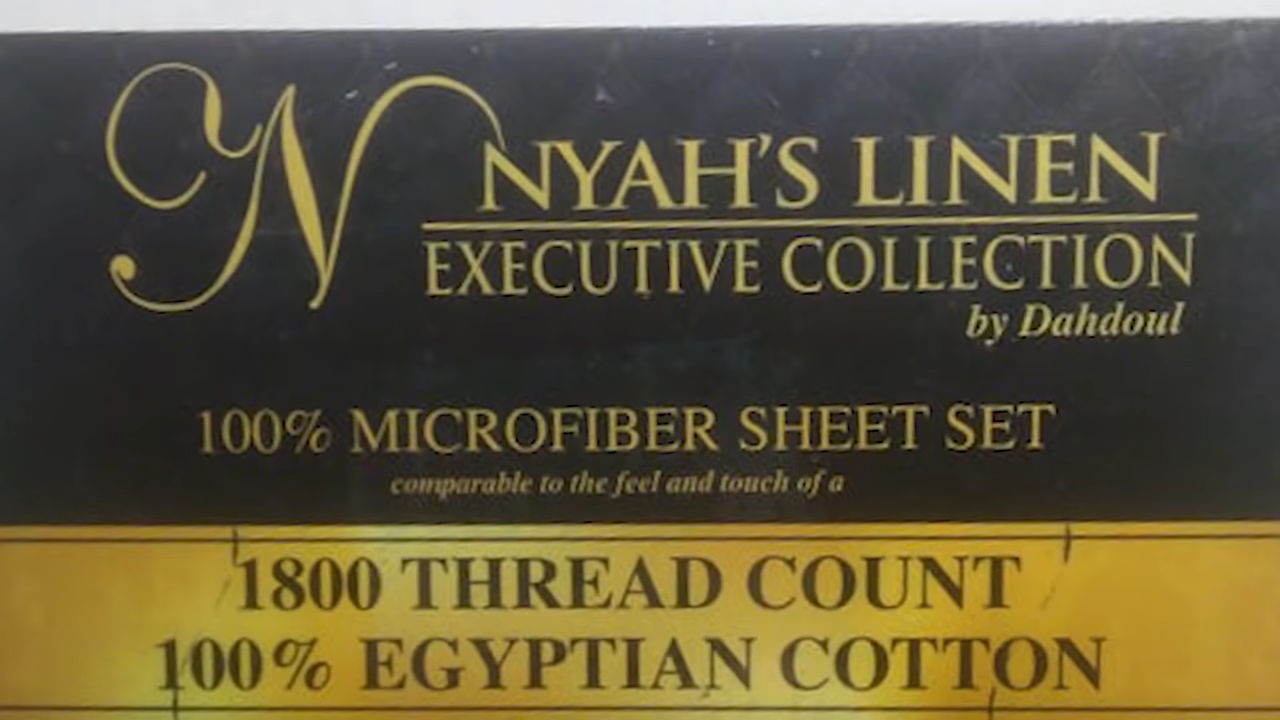 N
NYAH'S LINEN
EXECUTIVE COLLECTION
by Dahdoul
100% MICROFIBER SHEET SET
comparable to the feel and touch of a
1800 THREAD COUNT
100% EGYPTIAN COTTON